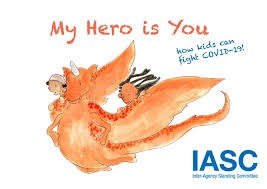 My Hero is You
how kids can
fight COVID-19!
IASC
Inter-Agency Standing Committee